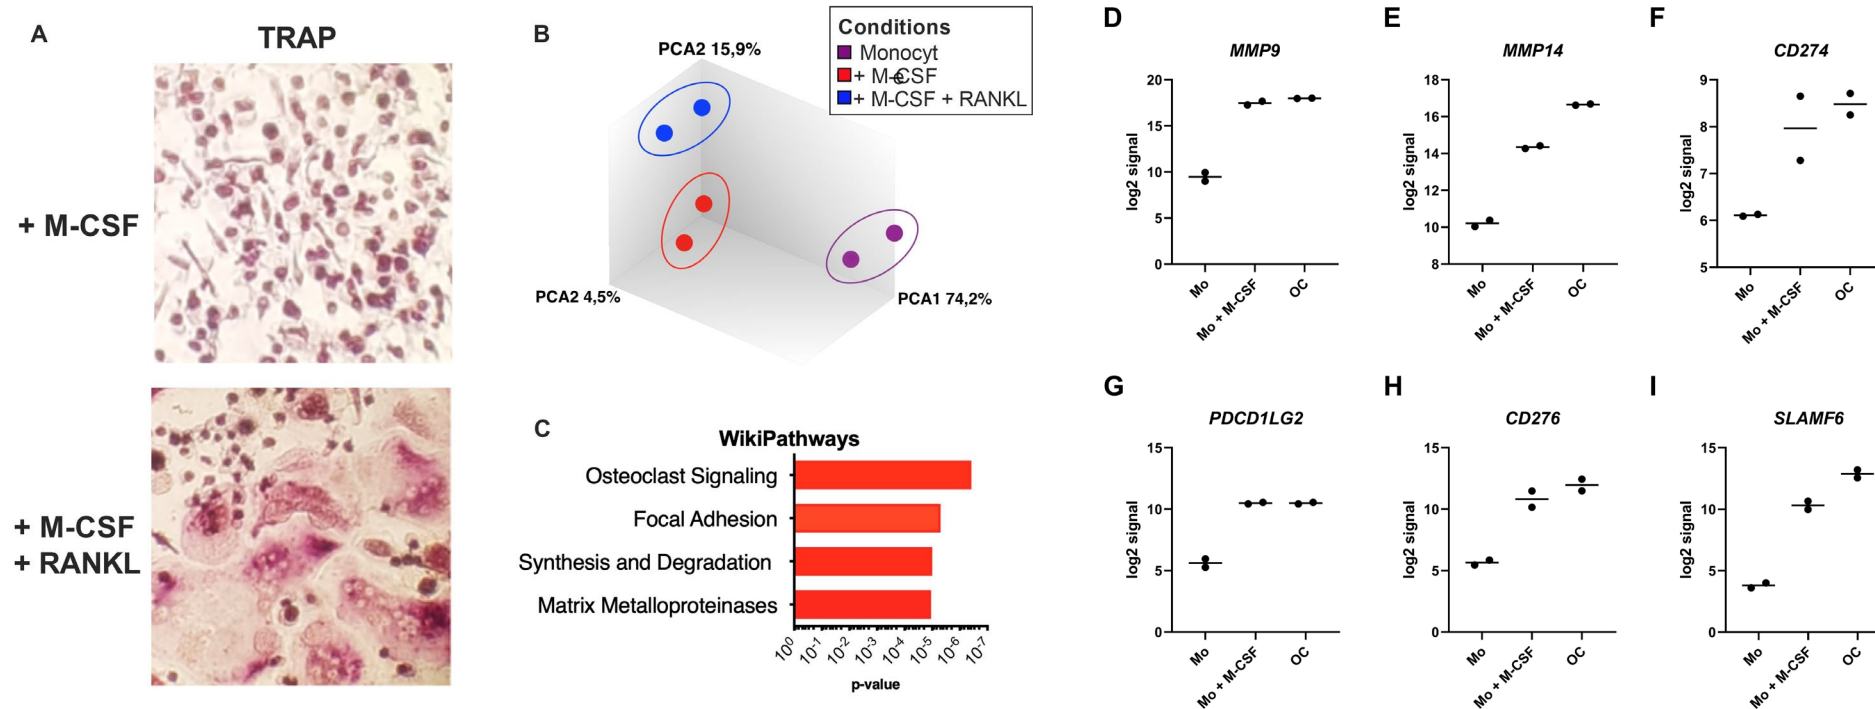 A
TRAP
+ M-CSF
+ M-CSF
+ RANKL
B
PCA2 15,9%
Conditions
Monocyt
e
+ M-CSF
+ M-CSF + RANKL
PCA2 4,5%
PCA1 74,2%
C
WikiPathways
Osteoclast Signaling
Focal Adhesion
Synthesis and Degradation
Matrix Metalloproteinases
10^0 10^-1 10^-2 10^-3 10^-4 10^-5 10^-6 10^-7
p-value
D
MMP9
log2 signal
20
15
10
5
0
Mo
Mo + M-CSF
OC
E
MMP14
log2 signal
18
16
14
12
10
8
Mo
Mo + M-CSF
OC
F
CD274
log2 signal
9
8
7
6
5
Mo
Mo + M-CSF
OC
G
PDCD1LG2
log2 signal
15
10
5
0
Mo
Mo + M-CSF
OC
H
CD276
log2 signal
15
10
5
0
Mo
Mo + M-CSF
OC
I
SLAMF6
log2 signal
15
10
5
0
Mo
Mo + M-CSF
OC